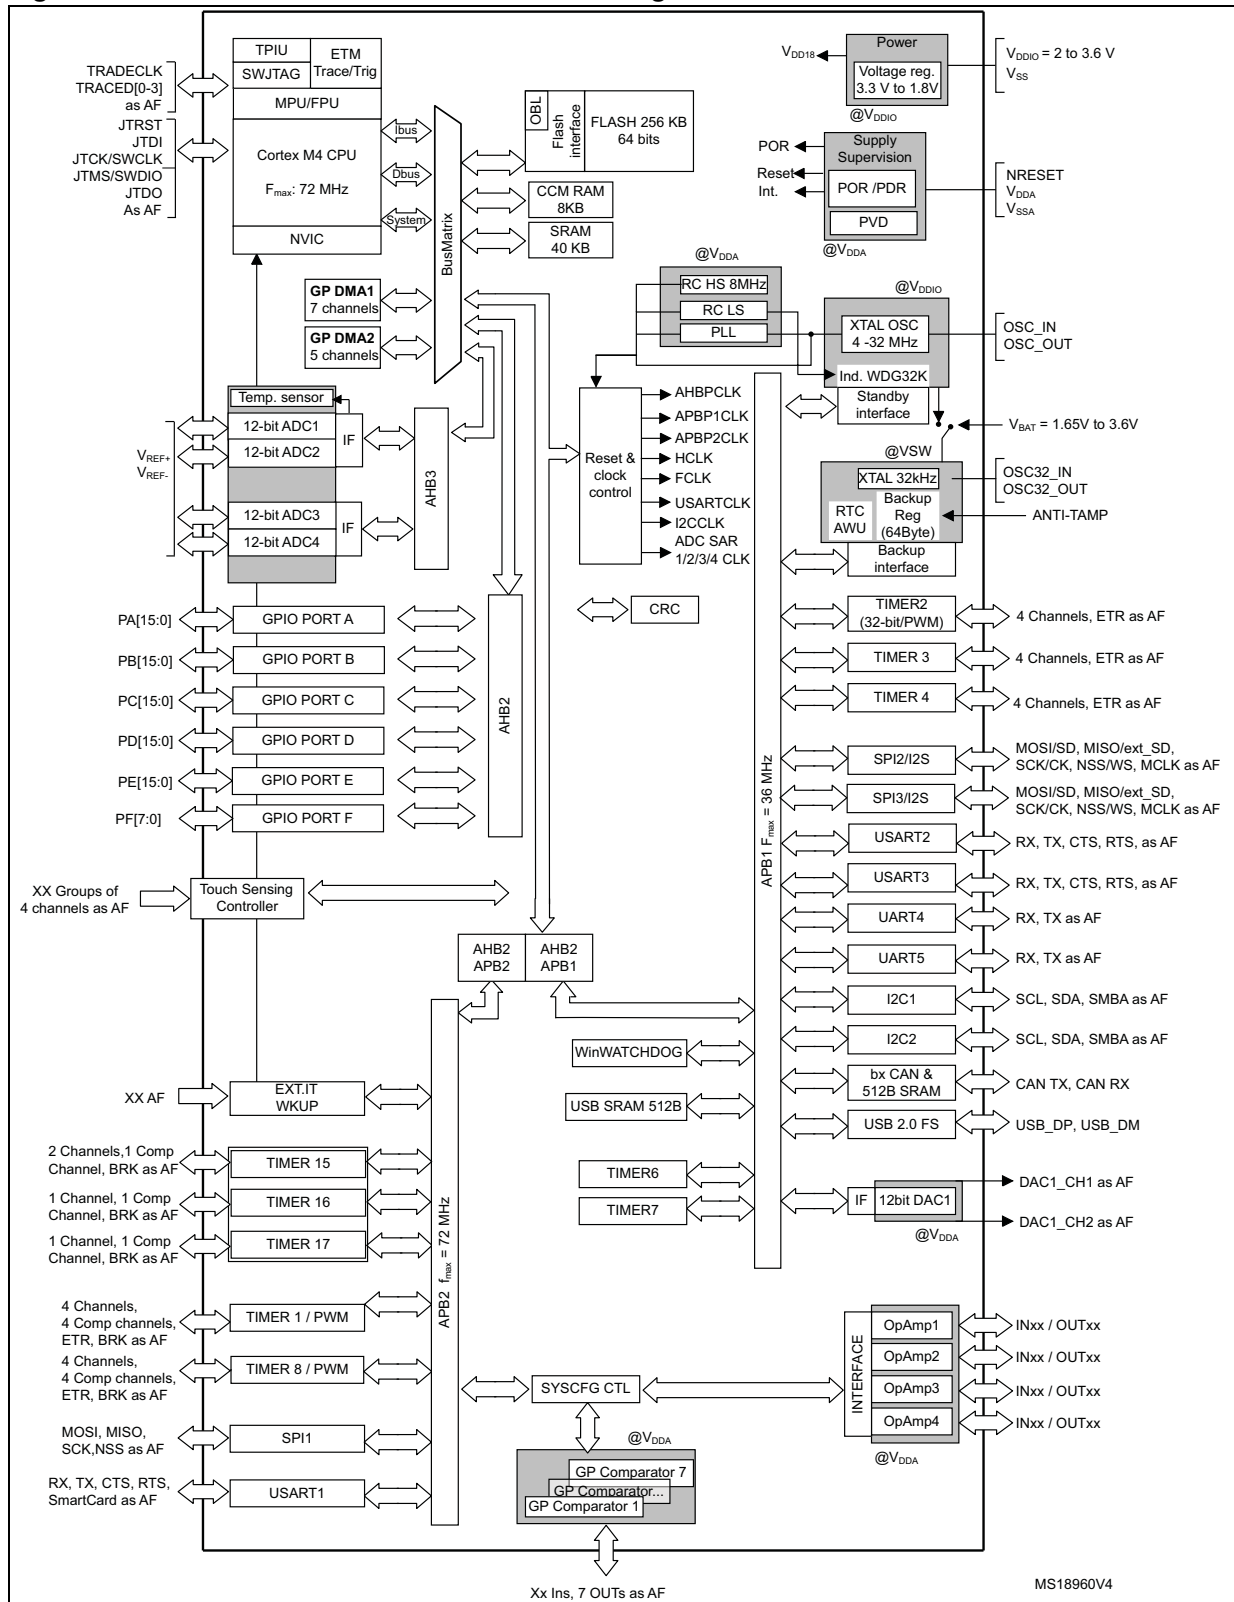 TPIU
ETM
Trace/Trig
SWJTAG
MPU/FPU
Cortex M4 CPU
Fmax: 72 MHz
NVIC
TRADECLK
TRACED[0-3]
as AF
JTRST
JTDI
JTCK/SWCLK
JTMS/SWDIO
JTDO
As AF
Ibus
Dbus
System
BusMatrix
OBL
Flash
interface
FLASH 256 KB
64 bits
CCM RAM
8KB
SRAM
40 KB
GP DMA1
7 channels
GP DMA2
5 channels
Power
Voltage reg.
3.3 V to 1.8V
VDD18
VDDIO = 2 to 3.6 V
VSS
@VDDIO
Supply
Supervision
POR /PDR
PVD
POR
Reset
Int.
NRESET
VDDA
VSSA
@VDDA
@VDDA
RC HS 8MHz
RC LS
PLL
@VDDIO
XTAL OSC
4 -32 MHz
Ind. WDG32K
Standby
interface
OSC_IN
OSC_OUT
VBAT = 1.65V to 3.6V
@VSW
XTAL 32kHz
RTC
AWU
Backup
Reg
(64Byte)
Backup
interface
OSC32_IN
OSC32_OUT
ANTI-TAMP
Reset &
clock
control
AHBPCLK
APBP1CLK
APBP2CLK
HCLK
FCLK
USARTCLK
I2CCLK
ADC SAR
1/2/3/4 CLK
Temp. sensor
12-bit ADC1
12-bit ADC2
IF
VREF+
VREF-
12-bit ADC3
12-bit ADC4
IF
AHB3
CRC
PA[15:0]
GPIO PORT A
PB[15:0]
GPIO PORT B
PC[15:0]
GPIO PORT C
PD[15:0]
GPIO PORT D
PE[15:0]
GPIO PORT E
PF[7:0]
GPIO PORT F
AHB2
XX Groups of
4 channels as AF
Touch Sensing
Controller
AHB2
APB2
AHB2
APB1
APB1 Fmax = 36 MHz
TIMER2
(32-bit/PWM)
4 Channels, ETR as AF
TIMER 3
4 Channels, ETR as AF
TIMER 4
4 Channels, ETR as AF
SPI2/I2S
MOSI/SD, MISO/ext_SD,
SCK/CK, NSS/WS, MCLK as AF
SPI3/I2S
MOSI/SD, MISO/ext_SD,
SCK/CK, NSS/WS, MCLK as AF
USART2
RX, TX, CTS, RTS, as AF
USART3
RX, TX, CTS, RTS, as AF
UART4
RX, TX as AF
UART5
RX, TX as AF
I2C1
SCL, SDA, SMBA as AF
I2C2
SCL, SDA, SMBA as AF
bx CAN &
512B SRAM
CAN TX, CAN RX
USB 2.0 FS
USB_DP, USB_DM
IF
12bit DAC1
DAC1_CH1 as AF
DAC1_CH2 as AF
@VDDA
WinWATCHDOG
USB SRAM 512B
TIMER6
TIMER7
XX AF
EXT.IT
WKUP
2 Channels,1 Comp
Channel, BRK as AF
TIMER 15
1 Channel, 1 Comp
Channel, BRK as AF
TIMER 16
1 Channel, 1 Comp
Channel, BRK as AF
TIMER 17
4 Channels,
4 Comp channels,
ETR, BRK as AF
TIMER 1 / PWM
4 Channels,
4 Comp channels,
ETR, BRK as AF
TIMER 8 / PWM
MOSI, MISO,
SCK,NSS as AF
SPI1
RX, TX, CTS, RTS,
SmartCard as AF
USART1
APB2 fmax = 72 MHz
SYSCFG CTL
@VDDA
GP Comparator 7
GP Comparator...
GP Comparator 1
Xx Ins, 7 OUTs as AF
INTERFACE
OpAmp1
INxx / OUTxx
OpAmp2
INxx / OUTxx
OpAmp3
INxx / OUTxx
OpAmp4
INxx / OUTxx
@VDDA
MS18960V4